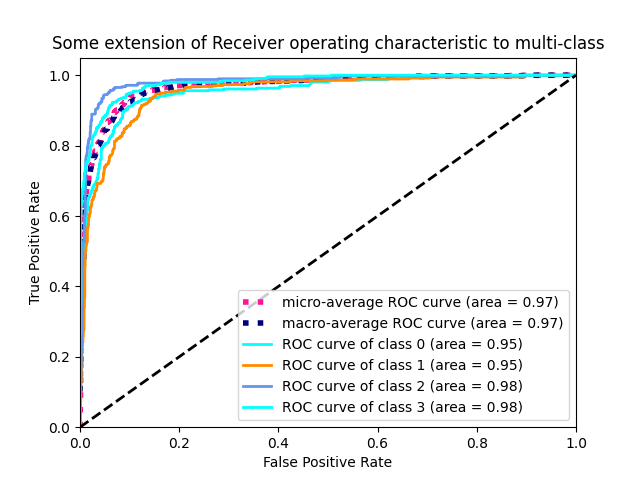 Some extension of Receiver operating characteristic to multi-class
1.0
0.8
0.6
0.4
0.2
0.0
True Positive Rate
micro-average ROC curve (area = 0.97)
macro-average ROC curve (area = 0.97)
ROC curve of class 0 (area = 0.95)
ROC curve of class 1 (area = 0.95)
ROC curve of class 2 (area = 0.98)
ROC curve of class 3 (area = 0.98)
0.0 0.2 0.4 0.6 0.8 1.0
False Positive Rate